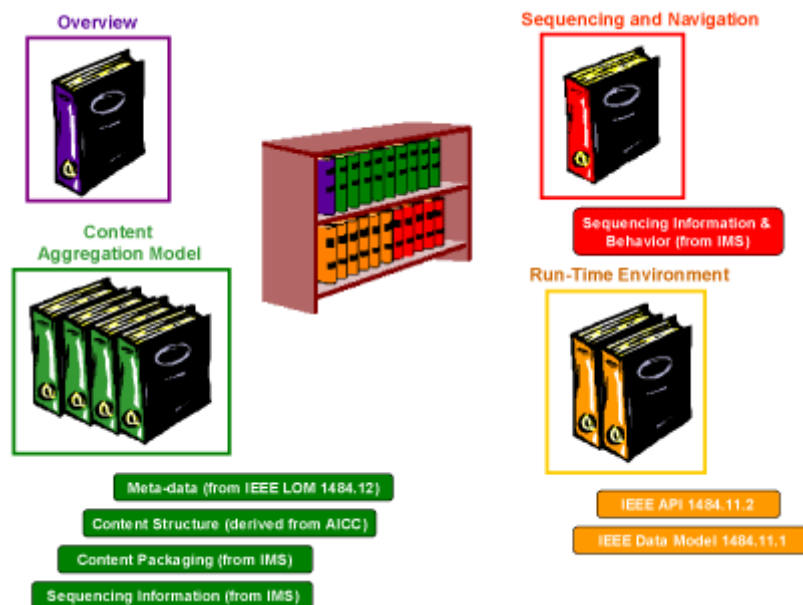 Overview
Sequencing and Navigation
Sequencing Information &
Behavior (from IMS)
Content
Aggregation Model
Run-Time Environment
Meta-data (from IEEE LOM 1484.12)
Content Structure (derived from AICC)
Content Packaging (from IMS)
Sequencing Information (from IMS)
IEEE API 1484.11.2
IEEE Data Model 1484.11.1